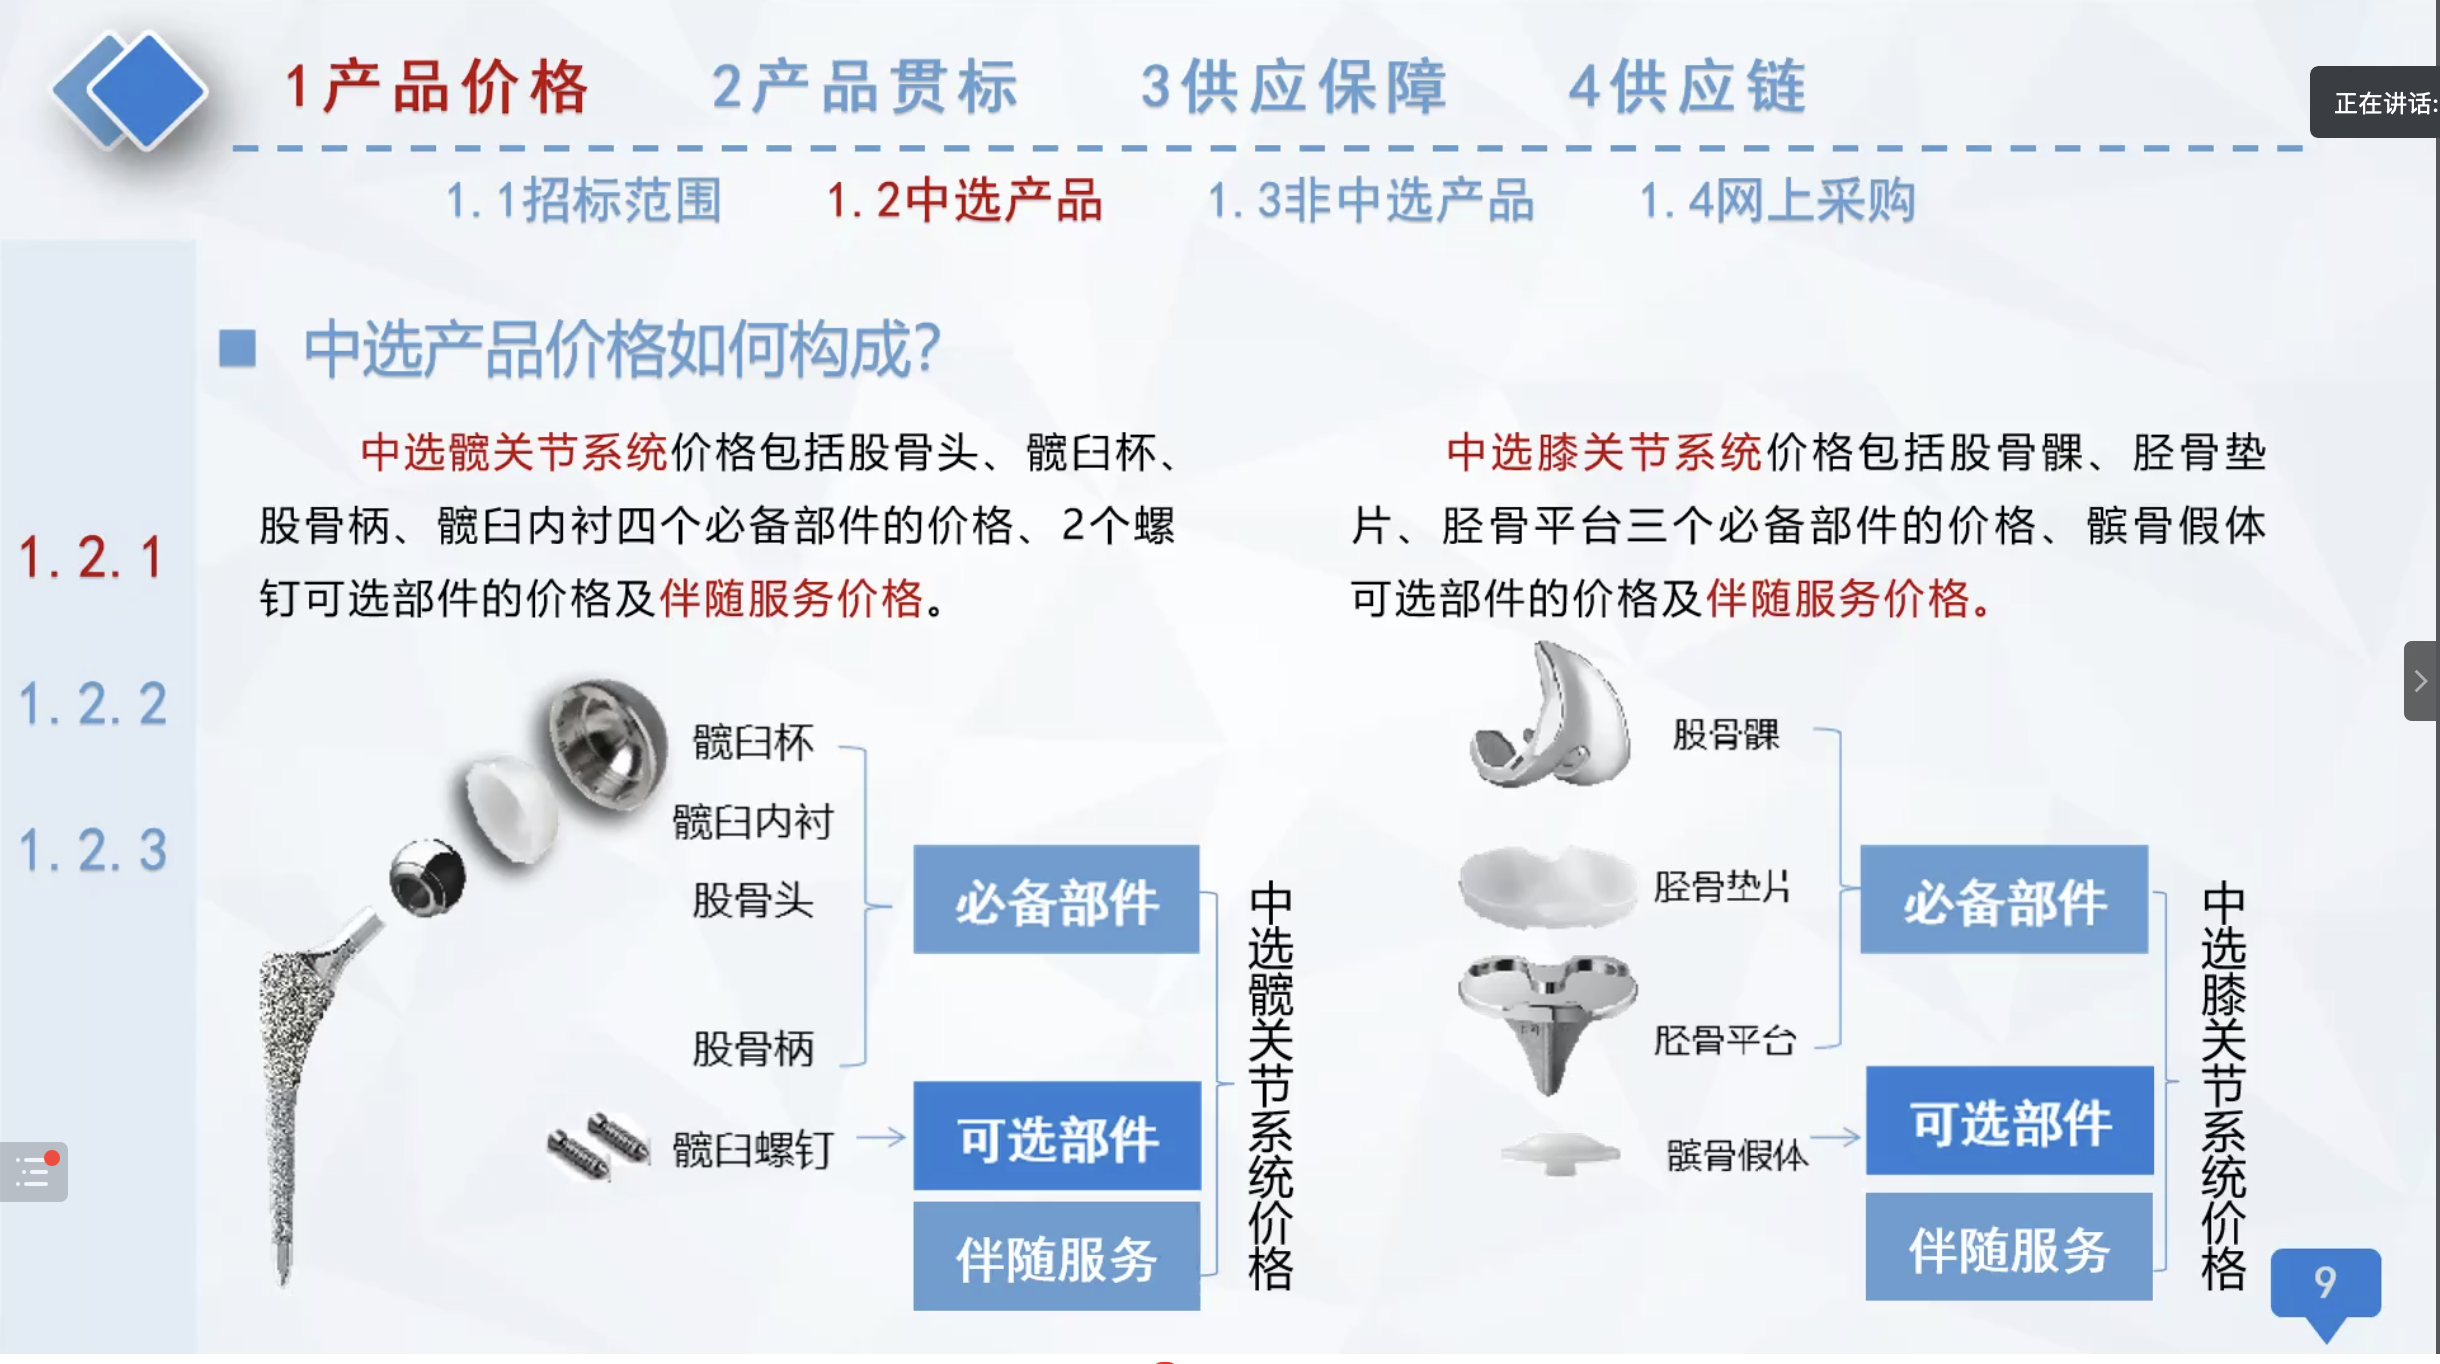 1产品价格 2产品贯标 3供应保障 4供应链
正在讲话:
1.1招标范围 1.2中选产品 1.3非中选产品 1.4网上采购
中选产品价格如何构成?
中选髋关节系统价格包括股骨头、髋臼杯、
股骨柄、髋臼内衬四个必备部件的价格、2个螺
钉可选部件的价格及伴随服务价格。
中选膝关节系统价格包括股骨髁、胫骨垫
片、胫骨平台三个必备部件的价格、髌骨假体
可选部件的价格及伴随服务价格。
1.2.1
1.2.2
1.2.3
髋臼杯
髋臼内衬
股骨头
股骨柄
髋臼螺钉
必备部件
可选部件
伴随服务
中选髋关节系统价格
股骨髁
胫骨垫片
胫骨平台
髌骨假体
必备部件
可选部件
伴随服务
中选膝关节系统价格
9